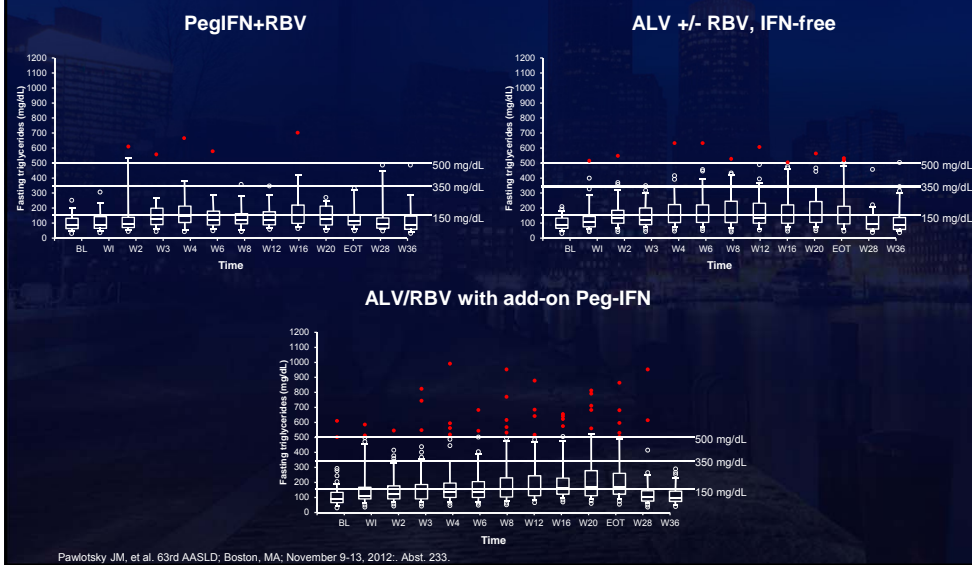 PegIFN+RBV
Fasting triglycerides (mg/dL)
1200
1100
1000
900
800
700
600
500
400
300
200
100
0
500 mg/dL
350 mg/dL
150 mg/dL
BL WI W2 W3 W4 W6 W8 W12 W16 W20 EOT W28 W36
Time
ALV +/- RBV, IFN-free
Fasting triglycerides (mg/dL)
1200
1100
1000
900
800
700
600
500
400
300
200
100
0
500 mg/dL
350 mg/dL
150 mg/dL
BL WI W2 W3 W4 W6 W8 W12 W16 W20 EOT W28 W36
Time
ALV/RBV with add-on Peg-IFN
Fasting triglycerides (mg/dL)
1200
1100
1000
900
800
700
600
500
400
300
200
100
0
500 mg/dL
350 mg/dL
150 mg/dL
BL WI W2 W3 W4 W6 W8 W12 W16 W20 EOT W28 W36
Time
Pawlotsky JM, et al. 63rd AASLD; Boston, MA; November 9-13, 2012:. Abst. 233.